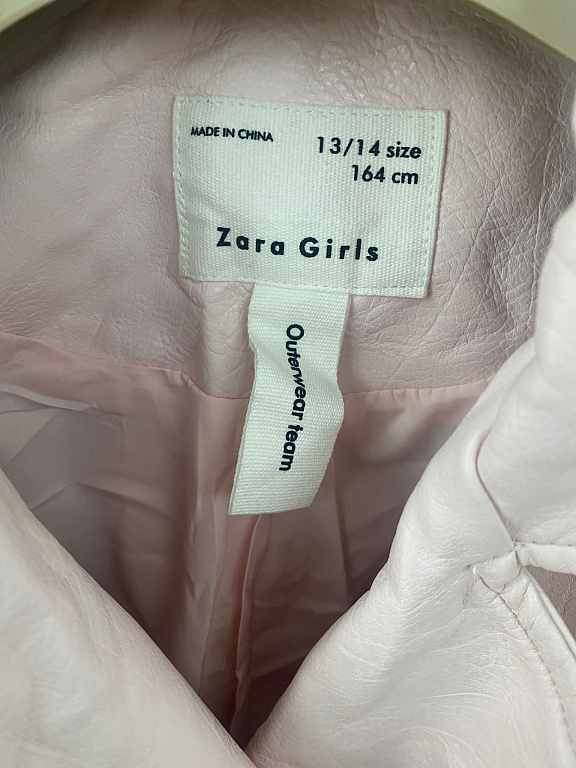 MADE IN CHINA
13/14 size
164 cm
Zara Girls
Outerwear team